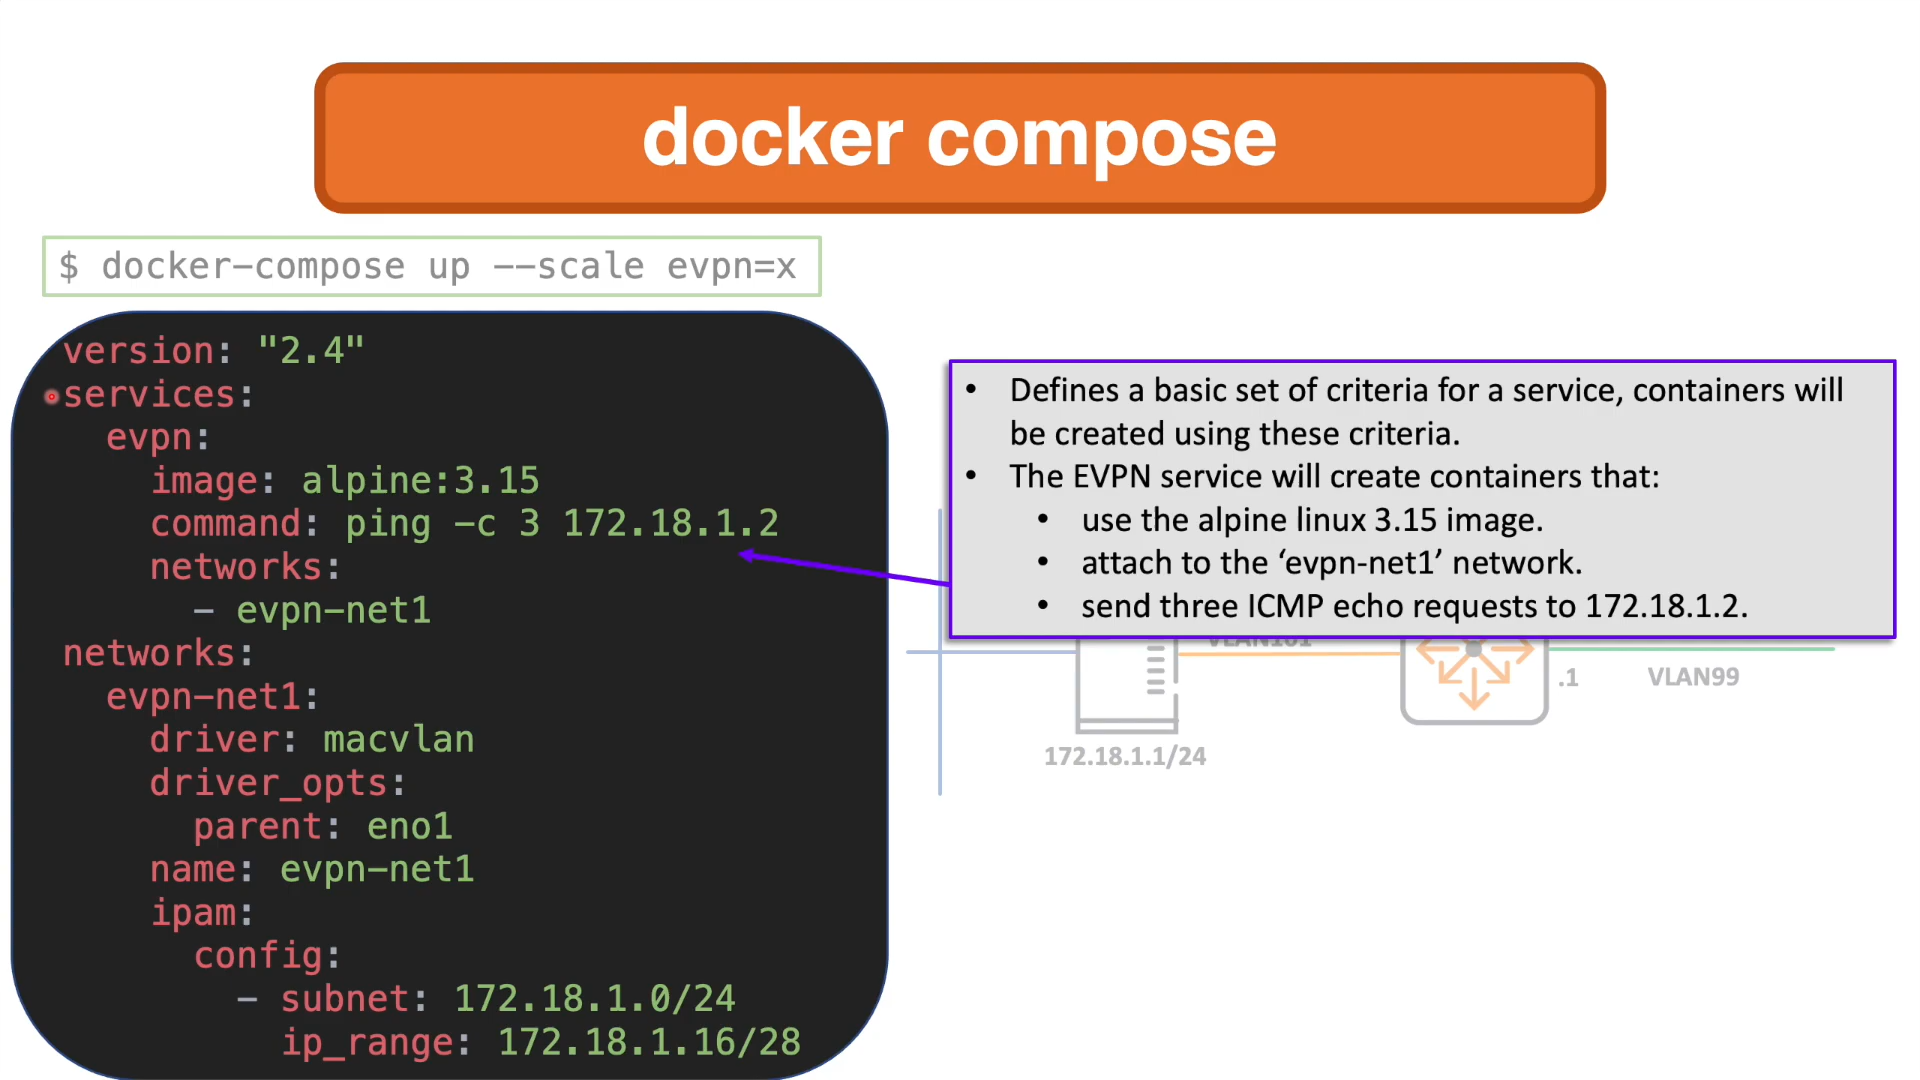 docker compose
$ docker-compose up --scale evpn=x
version: "2.4"
services:
evpn:
image: alpine:3.15
command: ping -c 3 172.18.1.2
networks:
- evpn-net1
networks:
evpn-net1:
driver: macvlan
driver_opts:
parent: eno1
name: evpn-net1
ipam:
config:
- subnet: 172.18.1.0/24
ip_range: 172.18.1.16/28
• Defines a basic set of criteria for a service, containers will
be created using these criteria.
• The EVPN service will create containers that:
• use the alpine linux 3.15 image.
• attach to the ‘evpn-net1’ network.
• send three ICMP echo requests to 172.18.1.2.
VLAN101
.1
VLAN99
172.18.1.1/24